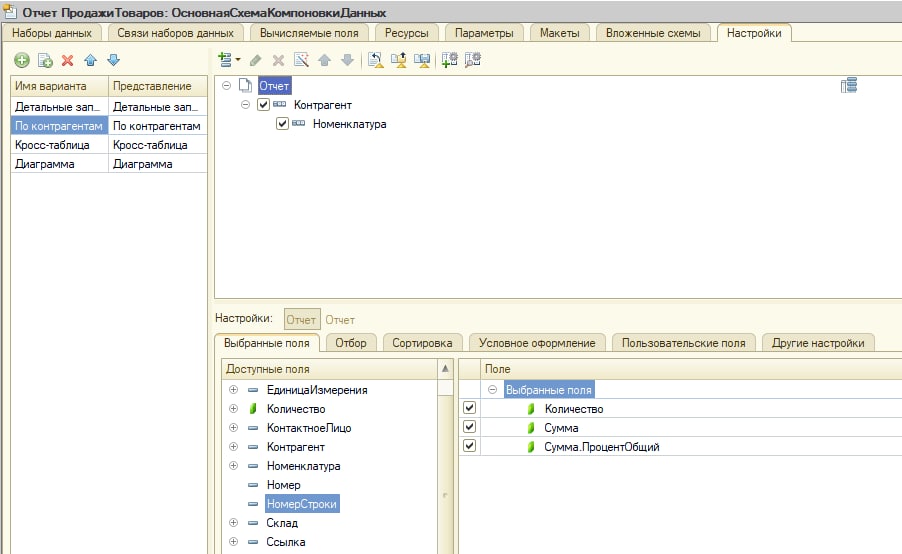 Отчет ПродажиТоваров: ОсновнаяСхемаКомпоновкиДанных
Наборы данных Связи наборов данных Вычисляемые поля Ресурсы Параметры Макеты Вложенные схемы Настройки
Имя варианта Представление
Детальные зап... Детальные зап...
По контрагентам По контрагентам
Кросс-таблица Кросс-таблица
Диаграмма Диаграмма
Отчет
Контрагент
Номенклатура
Настройки: Отчет Отчет
Выбранные поля Отбор Сортировка Условное оформление Пользовательские поля Другие настройки
Доступные поля
ЕдиницаИзмерения
Количество
КонтактноеЛицо
Контрагент
Номенклатура
Номер
НомерСтроки
Склад
Ссылка
Поле
Выбранные поля
Количество
Сумма
Сумма.ПроцентОбщий